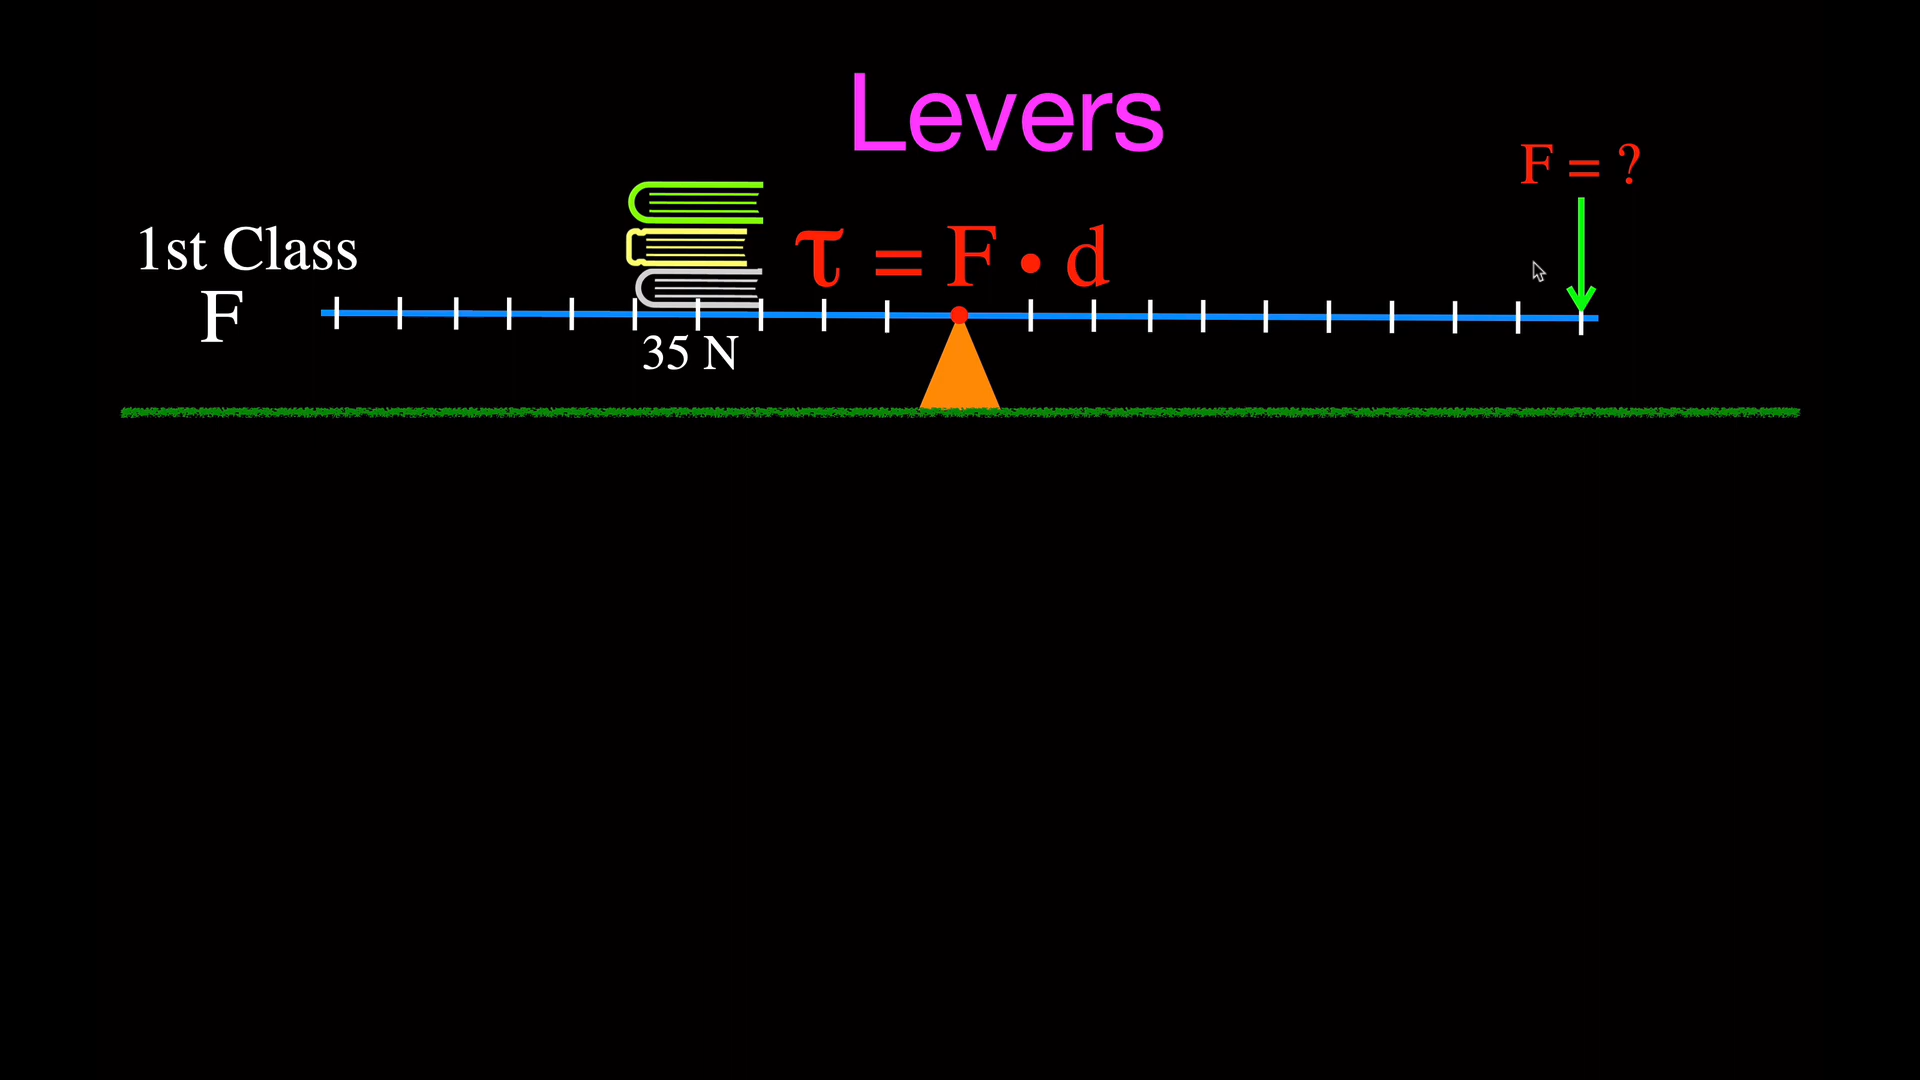 Levers
F = ?
1st Class
τ = F • d
F
35 N